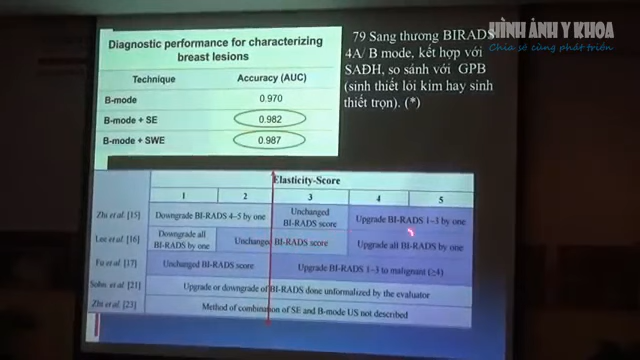 HÌNH ẢNH Y KHOA
Chia sẻ cùng phát triển
Diagnostic performance for characterizing
breast lesions
Technique Accuracy (AUC)
B-mode 0.970
B-mode + SE 0.982
B-mode + SWE 0.987
79 Sang thương BIRADS
4A/ B mode, kết hợp với
SADH, so sánh với GPB
(sinh thiết lõi kim hay sinh
thiết trọn). (*)
Elasticity-Score
1 2 3 4 5
Zhi et al. [15] Downgrade BI-RADS 4–5 by one Unchanged BI-RADS score Upgrade BI-RADS 1–3 by one
Lee et al. [16] Downgrade all BI-RADS by one Unchanged BI-RADS score Upgrade all BI-RADS by one
Fu et al. [17] Unchanged BI-RADS score Upgrade BI-RADS 1–3 to malignant (≥4)
et al. [21] Upgrade or downgrade of BI-RADS done unformalized by the evaluator
Zhi et al. [23] Method of combination of SE and B-mode US not described